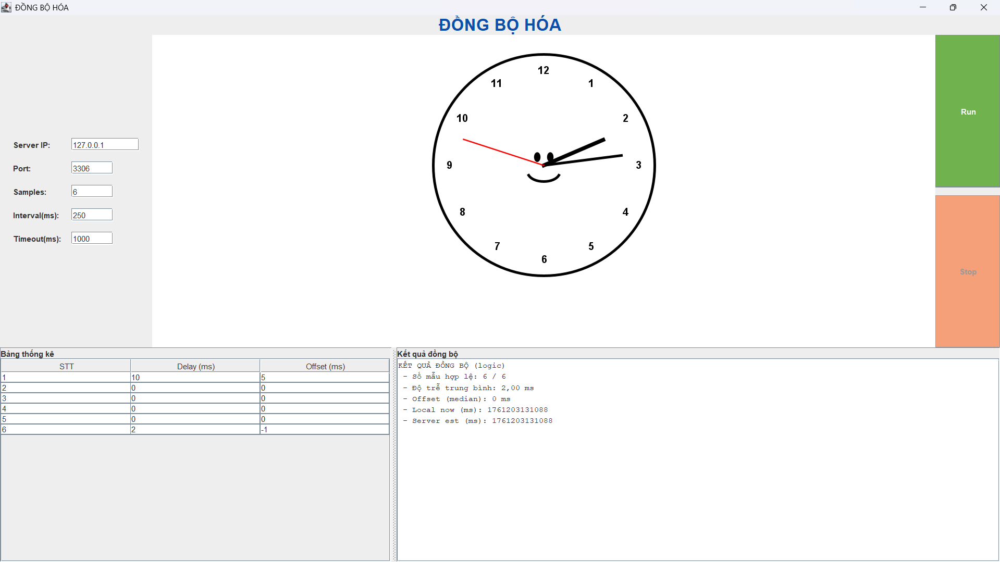 ĐỒNG BỘ HÓA
ĐỒNG BỘ HÓA
Server IP: 127.0.0.1
Port: 3306
Samples: 6
Interval(ms): 250
Timeout(ms): 1000
12
11 1
10 2
9 3
8 4
7 5
6
Run
Stop
Bảng thống kê
STT Delay (ms) Offset (ms)
1 10 5
2 0 0
3 0 0
4 0 0
5 0 0
6 2 -1
Kết quả đồng bộ
KẾT QUẢ ĐỒNG BỘ (logic)
- Số mẫu hợp lệ: 6 / 6
- Độ trễ trung bình: 2,00 ms
- Offset (median): 0 ms
- Local now (ms): 1761203131088
- Server est (ms): 1761203131088